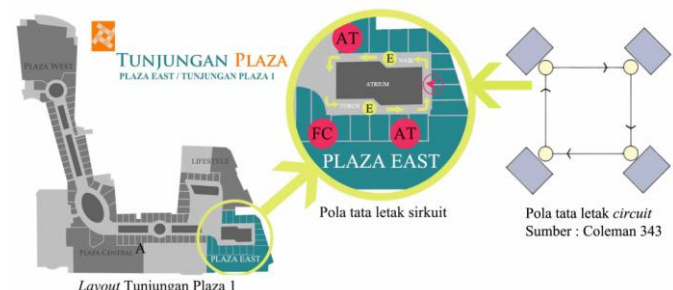 TUNJUNGAN PLAZA
PLAZA EAST / TUNJUNGAN PLAZA 1
PLAZA WEST
LIFESTYLE
A
PLAZA CENTRAL
PLAZA EAST
Layout Tunjungan Plaza 1
AT
E
NAIK
ATRIUM
TURUN
E
FC
AT
PLAZA EAST
Pola tata letak sirkuit
Pola tata letak circuit
Sumber : Coleman 343